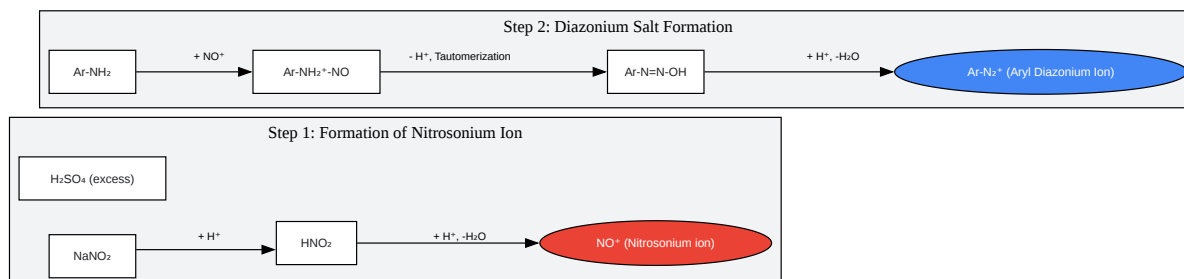 Step 2: Diazonium Salt Formation
Ar-NH₂
+ NO⁺
Ar-NH₂⁺-NO
- H⁺, Tautomerization
Ar-N=N-OH
+ H⁺, -H₂O
Ar-N₂⁺ (Aryl Diazonium Ion)
Step 1: Formation of Nitrosonium Ion
H₂SO₄ (excess)
NaNO₂
+ H⁺
HNO₂
+ H⁺, -H₂O
NO⁺ (Nitrosonium ion)